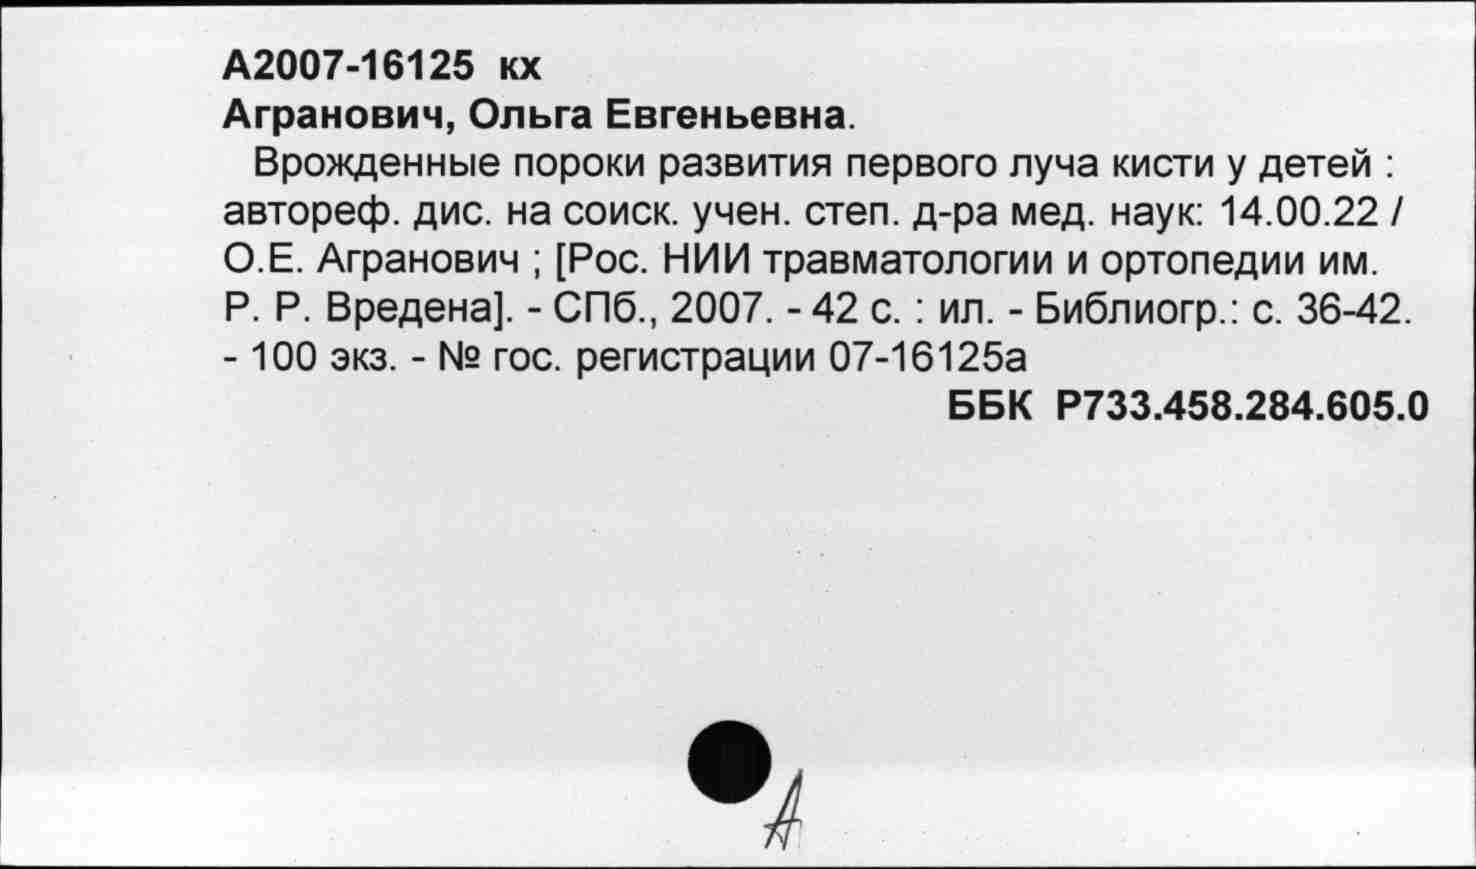 А2007-16125 кх
Агранович, Ольга Евгеньевна.
Врожденные пороки развития первого луча кисти у детей :
автореф. дис. на соиск. учен. степ. д-ра мед. наук: 14.00.22 /
О.Е. Агранович ; [Рос. НИИ травматологии и ортопедии им.
Р. Р. Вредена]. - СПб., 2007. - 42 с. : ил. - Библиогр.: с. 36-42.
- 100 экз. - № гос. регистрации 07-16125а
ББК Р733.458.284.605.0
А